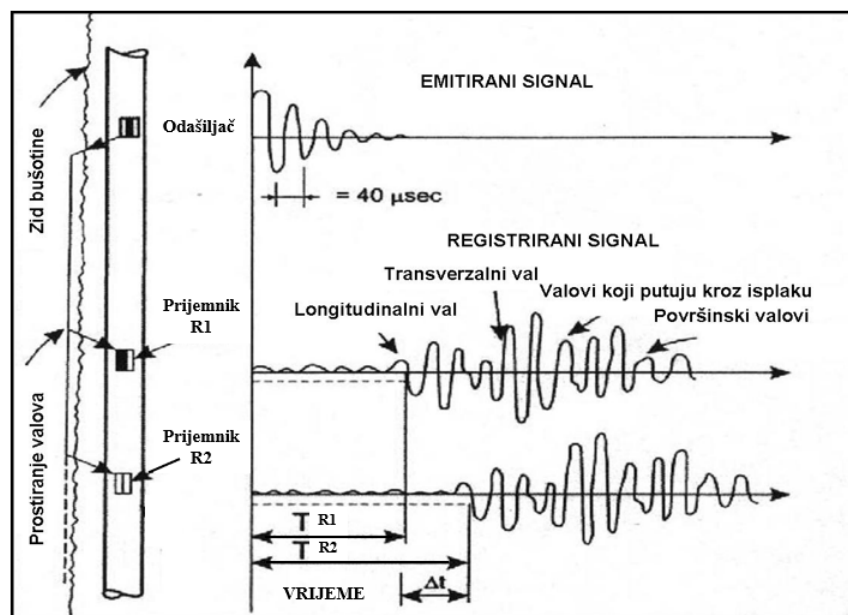 EMITIRANI SIGNAL
Zid bušotine
Odašiljač
= 40 µsec
REGISTRIRANI SIGNAL
Transverzalni val
Valovi koji putuju kroz isplaku
Longitudinalni val
Površinski valovi
Prijemnik
R1
Prijemnik
R2
Prostiranje valova
T R1
T R2
VRIJEME
Δt